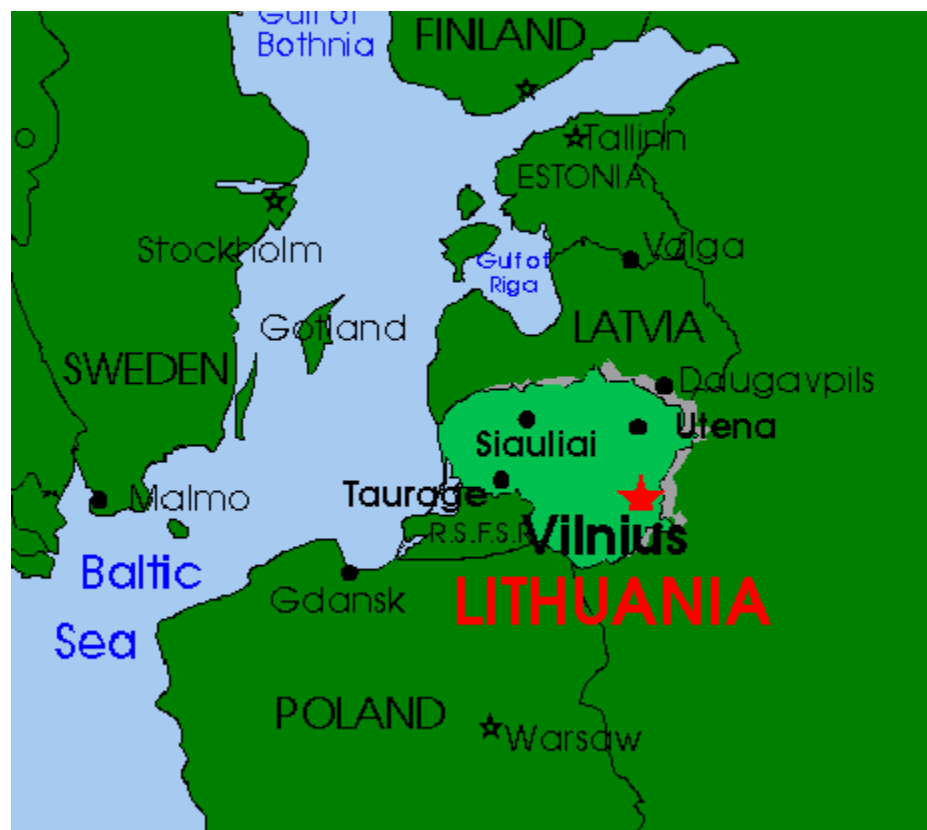 Gulf of
Bothnia
FINLAND
Tallinn
ESTONIA
Stockholm
Valga
Gulf of
Riga
Gotland
LATVIA
SWEDEN
Daugavpils
Utena
Siauliai
Taurage
Malmo
R.S.F.S.R
Vilnius
Baltic
Sea
Gdansk
LITHUANIA
POLAND
Warsaw